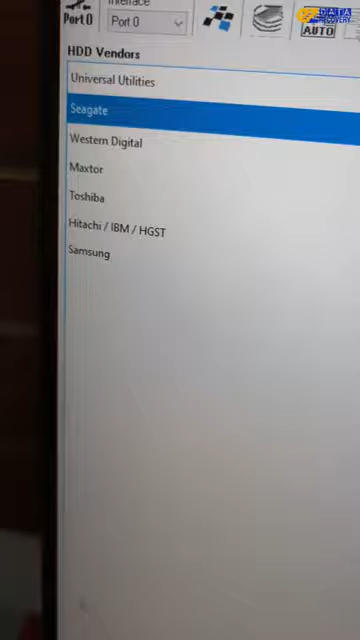 Interface
Port 0
Port 0
DATA
RECOVERY
AUTO
HDD Vendors
Universal Utilities
Seagate
Western Digital
Maxtor
Toshiba
Hitachi / IBM / HGST
Samsung